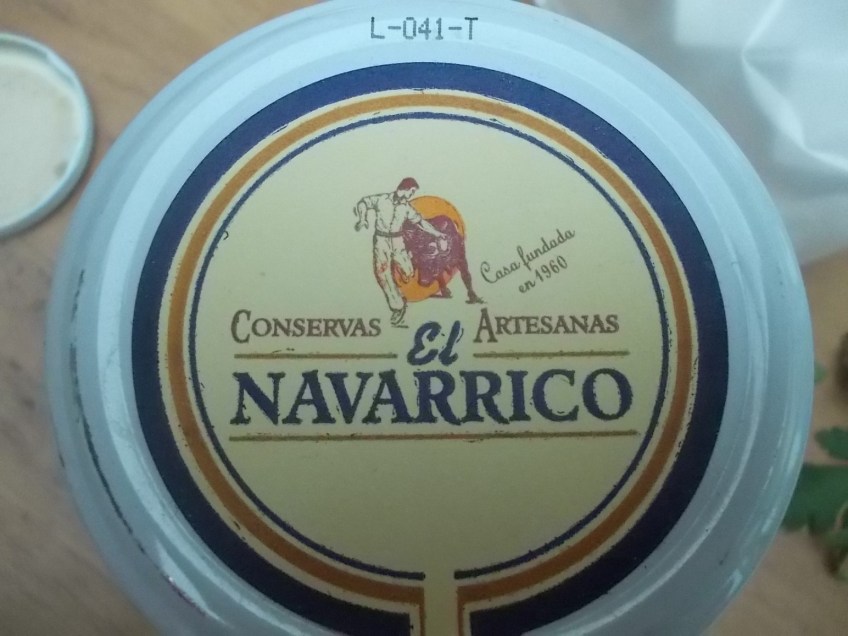 L-041-T
Casa fundada
en 1960
CONSERVAS ARTESANAS
El
NAVARRICO